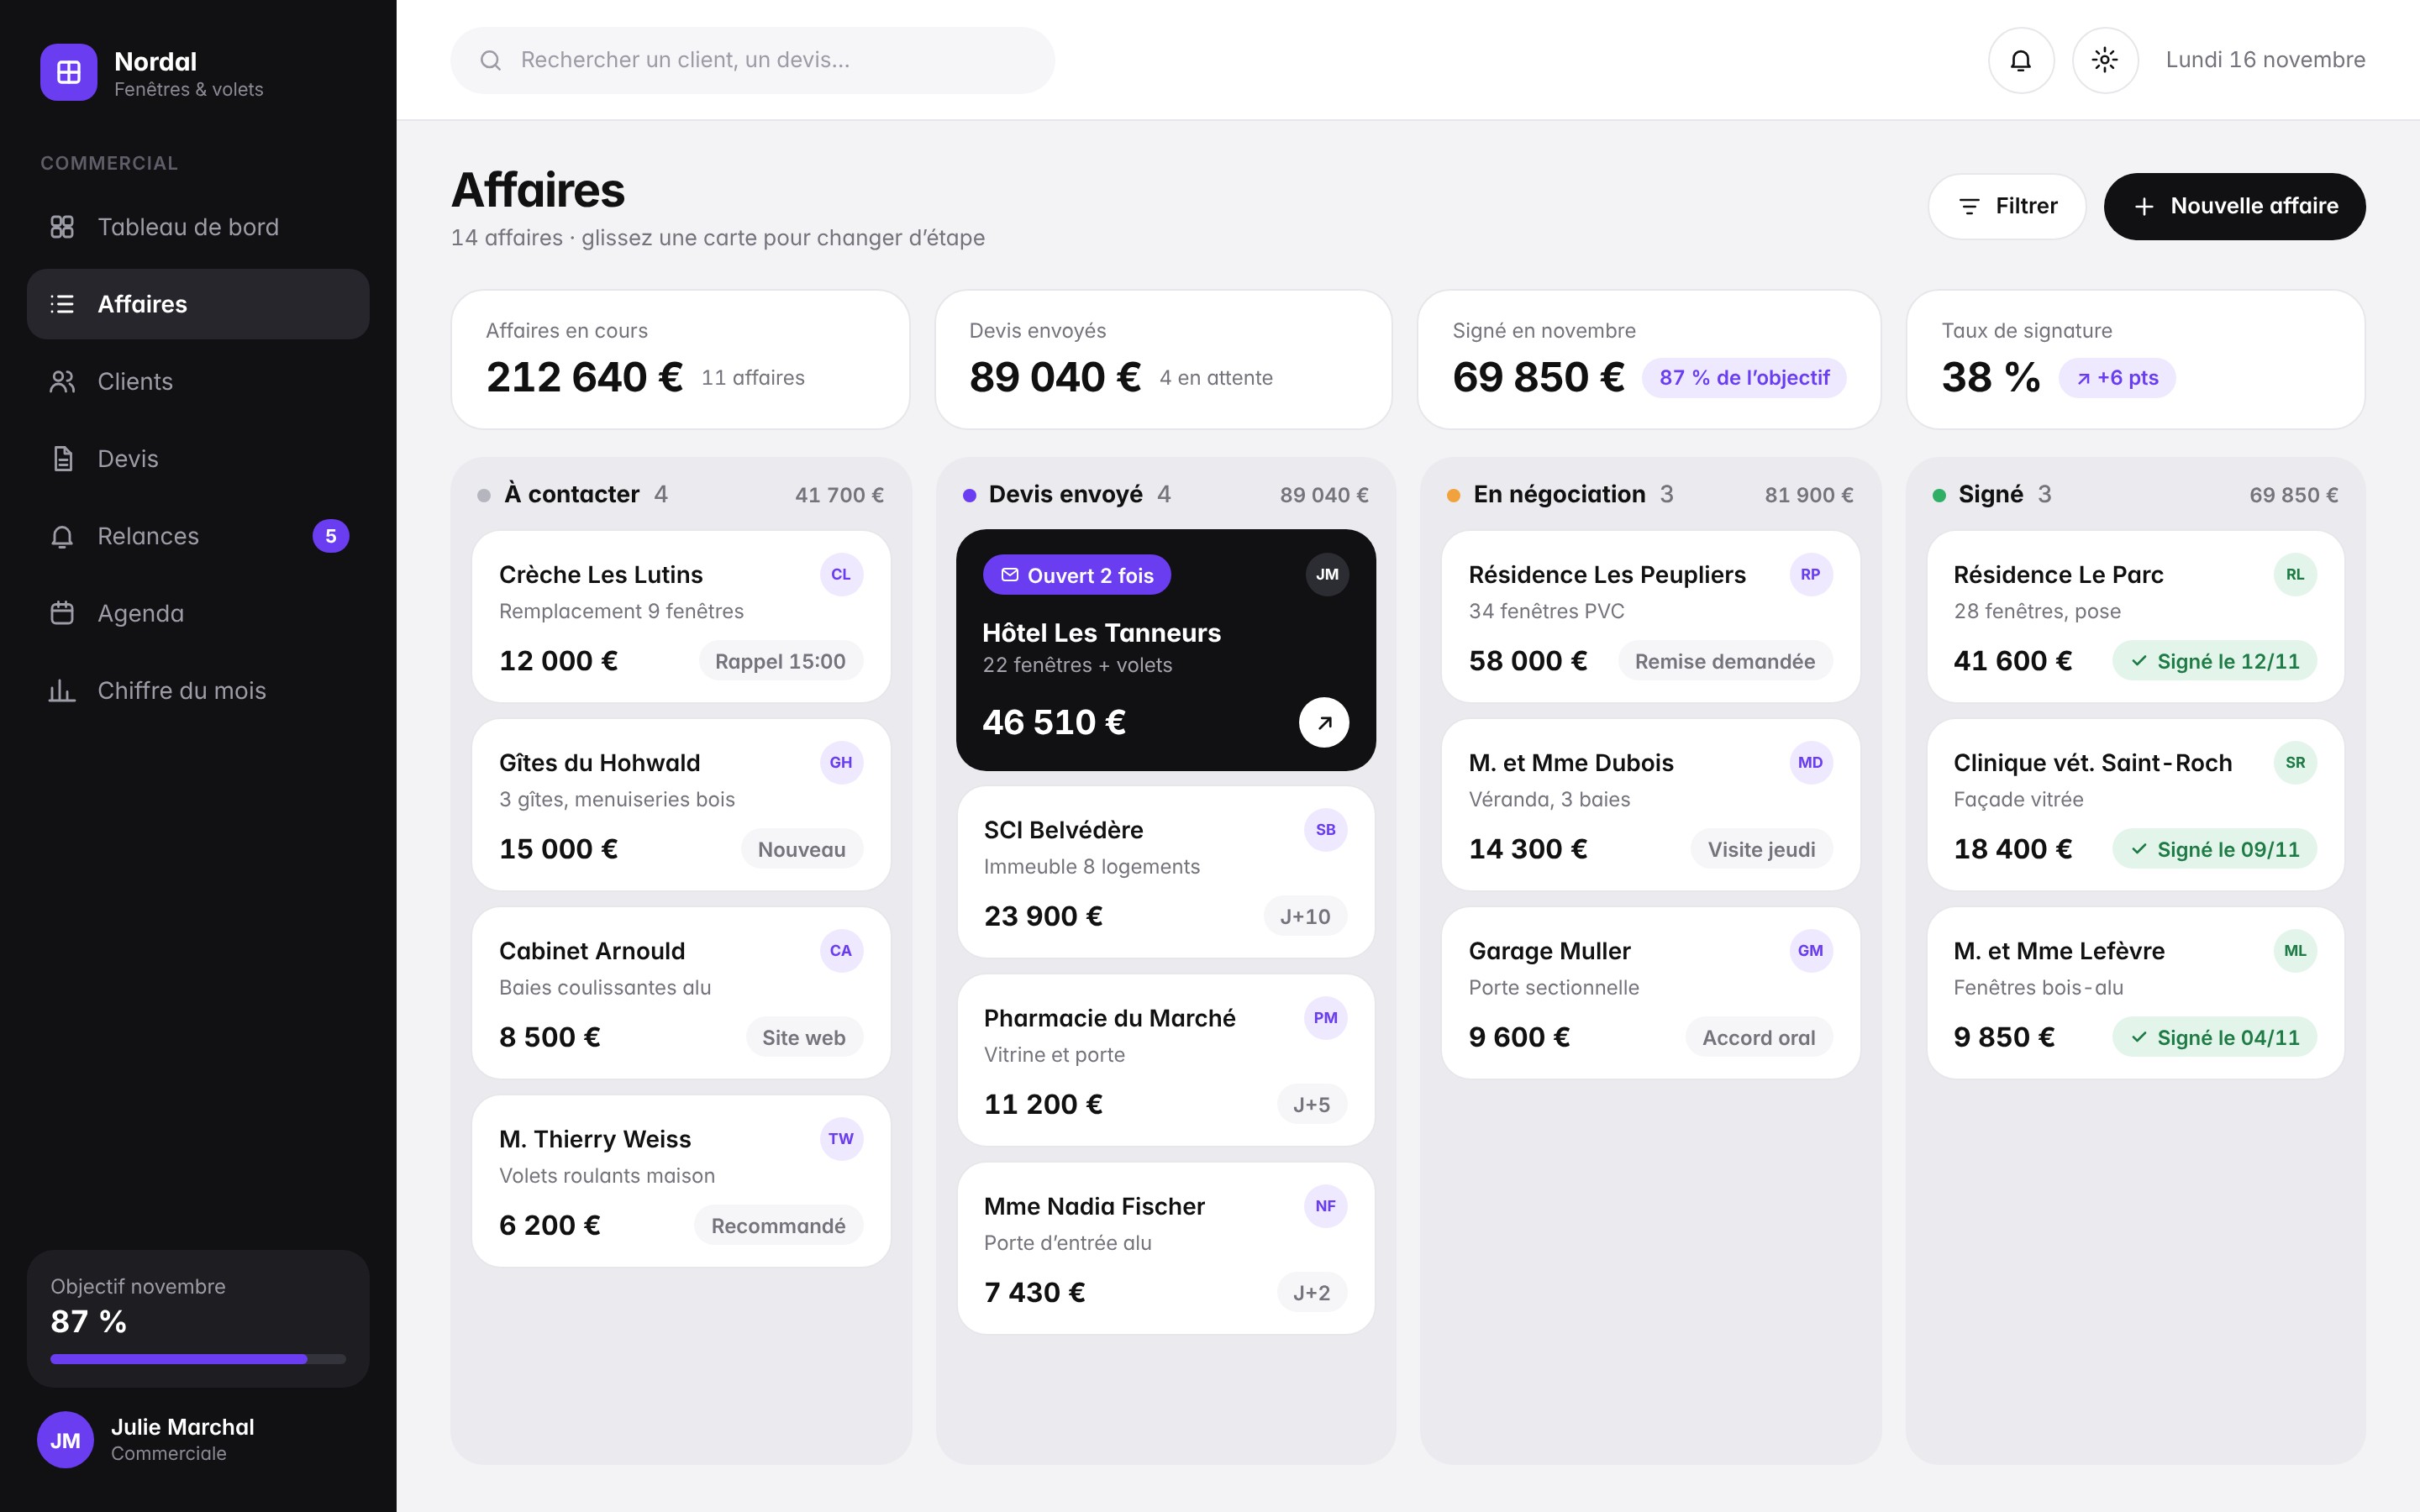 Nordal
Fenêtres & volets
COMMERCIAL
Tableau de bord
Affaires
Clients
Devis
Relances 5
Agenda
Chiffre du mois
Objectif novembre
87 %
JM
Julie Marchal
Commerciale
Rechercher un client, un devis...
Lundi 16 novembre
Affaires
14 affaires · glissez une carte pour changer d’étape
Filtrer
Nouvelle affaire
Affaires en cours
212 640 € 11 affaires
Devis envoyés
89 040 € 4 en attente
Signé en novembre
69 850 € 87 % de l’objectif
Taux de signature
38 % +6 pts
À contacter 4 41 700 €
Crèche Les Lutins CL
Remplacement 9 fenêtres
12 000 € Rappel 15:00
Gîtes du Hohwald GH
3 gîtes, menuiseries bois
15 000 € Nouveau
Cabinet Arnould CA
Baies coulissantes alu
8 500 € Site web
M. Thierry Weiss TW
Volets roulants maison
6 200 € Recommandé
Devis envoyé 4 89 040 €
Ouvert 2 fois JM
Hôtel Les Tanneurs
22 fenêtres + volets
46 510 €
SCI Belvédère SB
Immeuble 8 logements
23 900 € J+10
Pharmacie du Marché PM
Vitrine et porte
11 200 € J+5
Mme Nadia Fischer NF
Porte d’entrée alu
7 430 € J+2
En négociation 3 81 900 €
Résidence Les Peupliers RP
34 fenêtres PVC
58 000 € Remise demandée
M. et Mme Dubois MD
Véranda, 3 baies
14 300 € Visite jeudi
Garage Muller GM
Porte sectionnelle
9 600 € Accord oral
Signé 3 69 850 €
Résidence Le Parc RL
28 fenêtres, pose
41 600 € Signé le 12/11
Clinique vét. Saint-Roch SR
Façade vitrée
18 400 € Signé le 09/11
M. et Mme Lefèvre ML
Fenêtres bois-alu
9 850 € Signé le 04/11